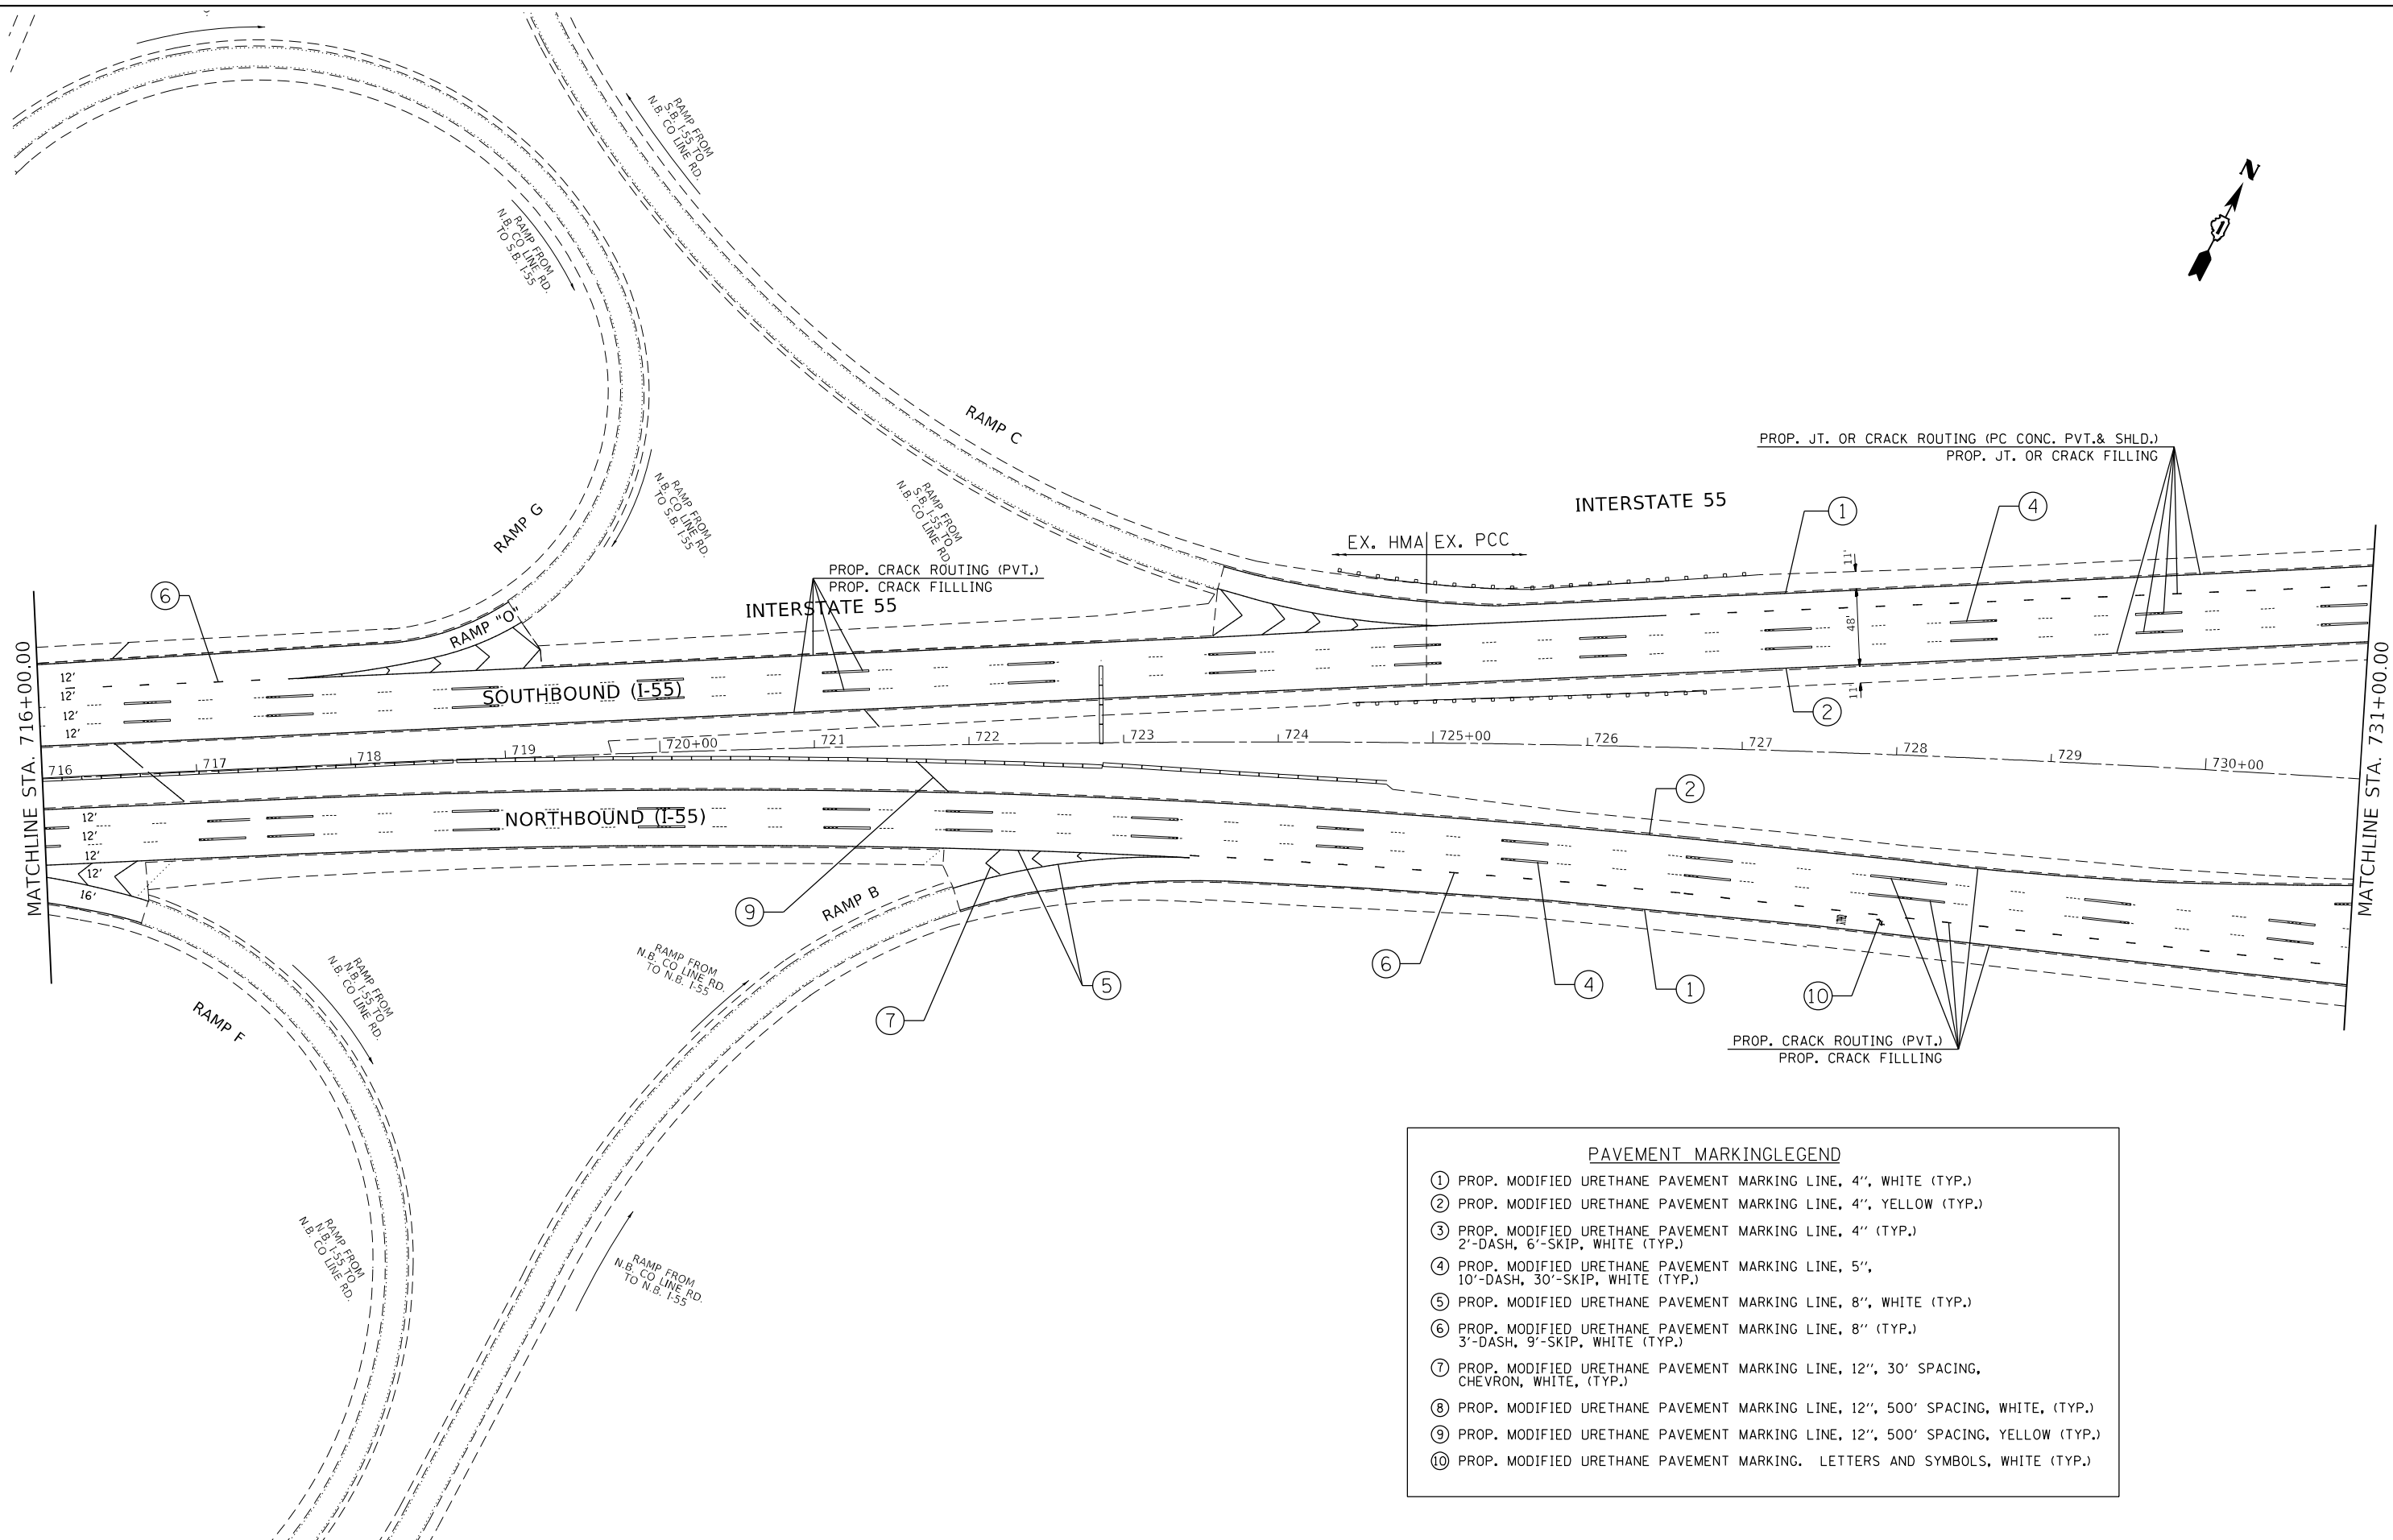 N
RAMP FROM
S.B. I-55 TO
N.B. CO LINE RD.
RAMP FROM
N.B. CO LINE RD.
TO S.B. I-55
RAMP C
RAMP G
RAMP FROM
N.B. CO LINE RD.
TO S.B. I-55
RAMP FROM
S.B. I-55 TO
N.B. CO LINE RD.
PROP. JT. OR CRACK ROUTING (PC CONC. PVT.& SHLD.)
PROP. JT. OR CRACK FILLING
INTERSTATE 55
1
4
EX. HMA
EX. PCC
11'
48'
11'
2
PROP. CRACK ROUTING (PVT.)
PROP. CRACK FILLLING
INTERSTATE 55
6
RAMP "O"
12'
12'
12'
12'
SOUTHBOUND (I-55)
MATCHLINE STA. 716+00.00
MATCHLINE STA. 731+00.00
716
717
718
719
720+00
721
722
723
724
725+00
726
727
728
729
730+00
2
12'
12'
12'
12'
16'
NORTHBOUND (I-55)
9
RAMP B
RAMP FROM
N.B. CO LINE RD.
TO N.B. I-55
7
5
6
4
1
10
PROP. CRACK ROUTING (PVT.)
PROP. CRACK FILLLING
RAMP F
RAMP FROM
N.B. I-55 TO
N.B. CO LINE RD.
RAMP FROM
N.B. I-55 TO
N.B. CO LINE RD.
RAMP FROM
N.B. CO LINE RD.
TO N.B. I-55
PAVEMENT MARKINGLEGEND
1 PROP. MODIFIED URETHANE PAVEMENT MARKING LINE, 4", WHITE (TYP.)
2 PROP. MODIFIED URETHANE PAVEMENT MARKING LINE, 4", YELLOW (TYP.)
3 PROP. MODIFIED URETHANE PAVEMENT MARKING LINE, 4" (TYP.)
2'-DASH, 6'-SKIP, WHITE (TYP.)
4 PROP. MODIFIED URETHANE PAVEMENT MARKING LINE, 5",
10'-DASH, 30'-SKIP, WHITE (TYP.)
5 PROP. MODIFIED URETHANE PAVEMENT MARKING LINE, 8", WHITE (TYP.)
6 PROP. MODIFIED URETHANE PAVEMENT MARKING LINE, 8" (TYP.)
3'-DASH, 9'-SKIP, WHITE (TYP.)
7 PROP. MODIFIED URETHANE PAVEMENT MARKING LINE, 12", 30' SPACING,
CHEVRON, WHITE, (TYP.)
8 PROP. MODIFIED URETHANE PAVEMENT MARKING LINE, 12", 500' SPACING, WHITE, (TYP.)
9 PROP. MODIFIED URETHANE PAVEMENT MARKING LINE, 12", 500' SPACING, YELLOW (TYP.)
10 PROP. MODIFIED URETHANE PAVEMENT MARKING. LETTERS AND SYMBOLS, WHITE (TYP.)